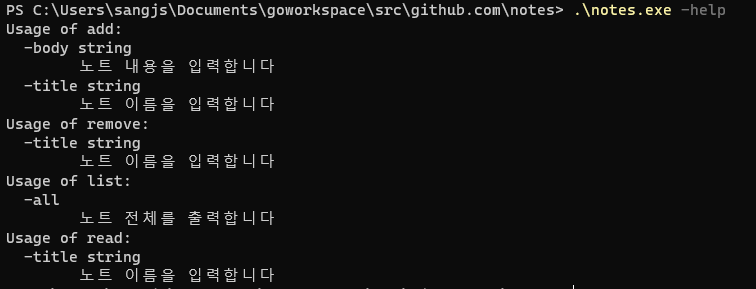 PS C:\Users\sangjs\Documents\goworkspace\src\github.com\notes> .\notes.exe -help
Usage of add:
  -body string
        노트 내용을 입력합니다
  -title string
        노트 이름을 입력합니다
Usage of remove:
  -title string
        노트 이름을 입력합니다
Usage of list:
  -all
        노트 전체를 출력합니다
Usage of read:
  -title string
        노트 이름을 입력합니다